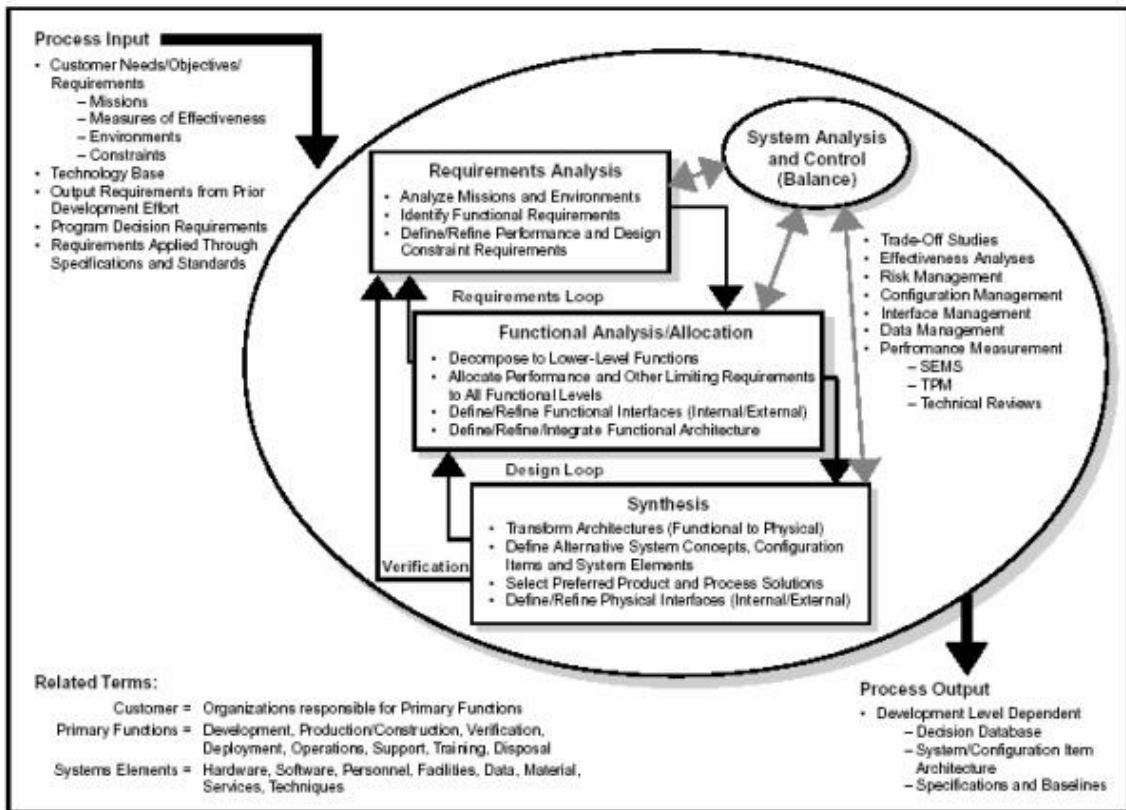 Process Input
• Customer Needs/Objectives/
Requirements
– Missions
– Measures of Effectiveness
– Environments
– Constraints
• Technology Base
• Output Requirements from Prior
Development Effort
• Program Decision Requirements
• Requirements Applied Through
Specifications and Standards
System Analysis
and Control
(Balance)
Requirements Analysis
• Analyze Missions and Environments
• Identify Functional Requirements
• Define/Refine Performance and Design
Constraint Requirements
• Trade-Off Studies
• Effectiveness Analyses
• Risk Management
• Configuration Management
• Interface Management
• Data Management
• Perfromance Measurement
– SEMS
– TPM
– Technical Reviews
Requirements Loop
Functional Analysis/Allocation
• Decompose to Lower-Level Functions
• Allocate Performance and Other Limiting Requirements
to All Functional Levels
• Define/Refine Functional Interfaces (Internal/External)
• Define/Refine/Integrate Functional Architecture
Design Loop
Synthesis
• Transform Architectures (Functional to Physical)
• Define Alternative System Concepts, Configuration
Items and System Elements
• Select Preferred Product and Process Solutions
• Define/Refine Physical Interfaces (Internal/External)
Verification
Related Terms:
Customer = Organizations responsible for Primary Functions
Primary Functions = Development, Production/Construction, Verification,
Deployment, Operations, Support, Training, Disposal
Systems Elements = Hardware, Software, Personnel, Facilities, Data, Material,
Services, Techniques
Process Output
• Development Level Dependent
– Decision Database
– System/Configuration Item
Architecture
– Specifications and Baselines